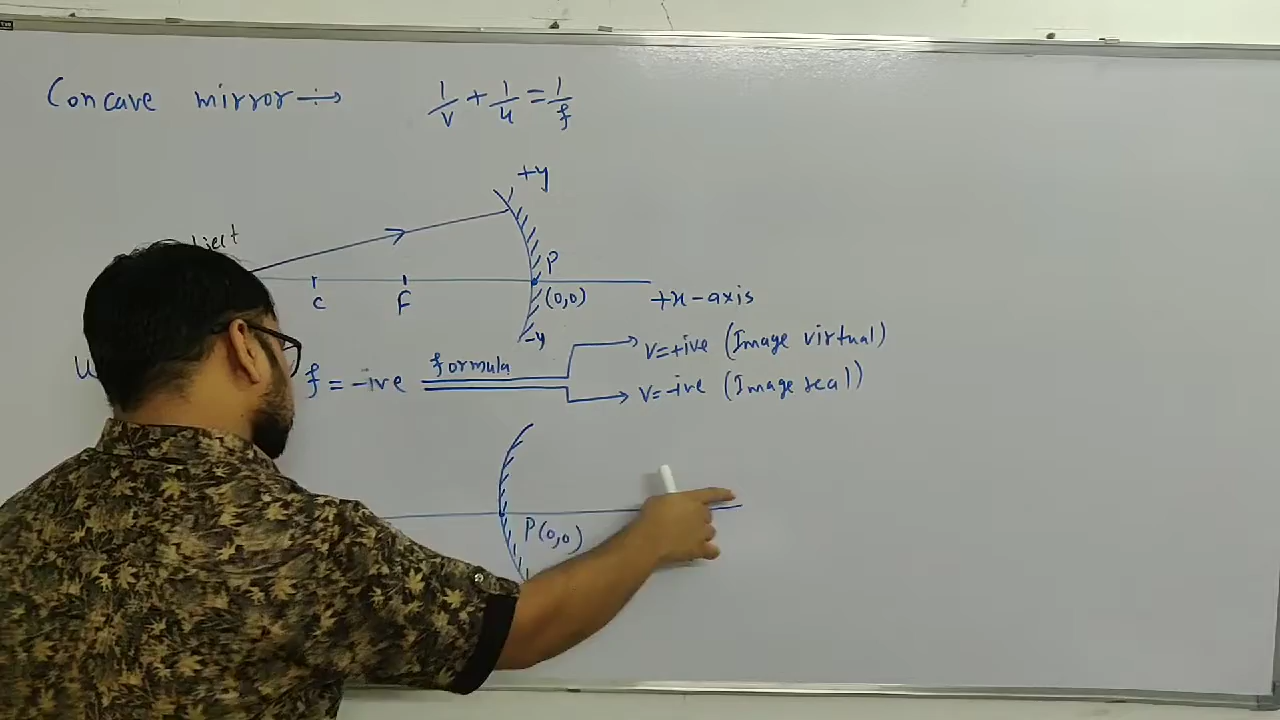 Concave mirror ÷→ 1/v + 1/u = 1/f
+y
P
C F (0,0) +x-axis
-y
v=+ive (Image virtual)
f = -ive formula
v=-ive (Image real)
P(0,0)